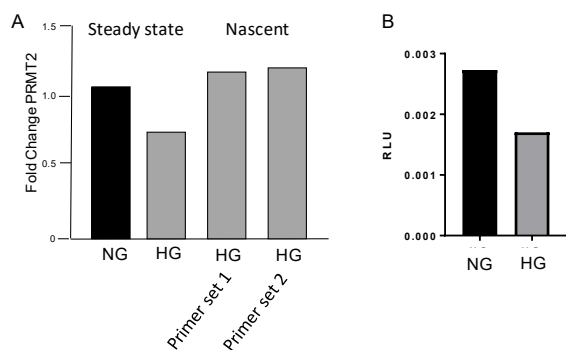 A
Steady state Nascent
Fold Change PRMT2
1.5
1.0
0.5
0
NG HG HG HG
Primer set 1 Primer set 2
B
RLU
0.003
0.002
0.001
0.000
NG HG